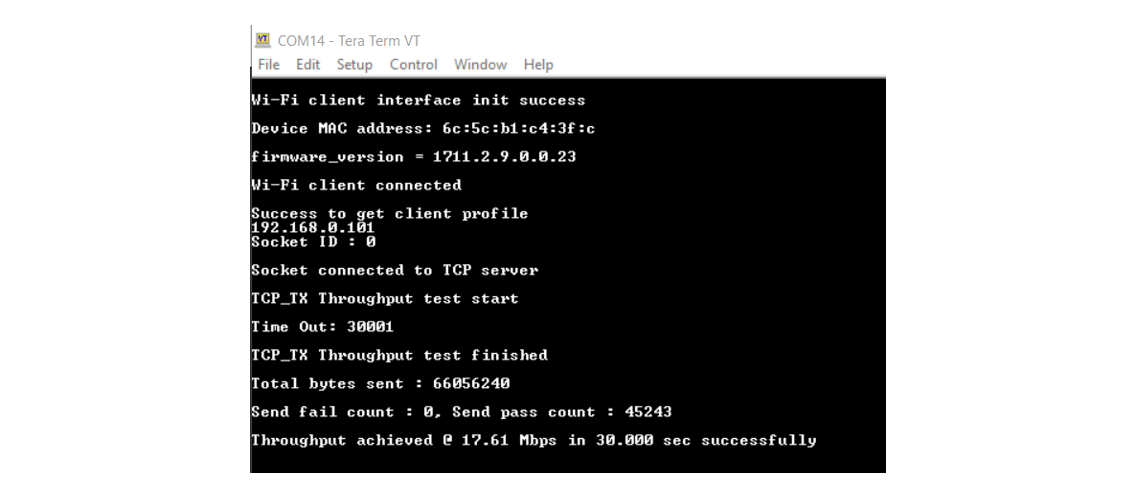 COM14 - Tera Term VT
File Edit Setup Control Window Help
Wi-Fi client interface init success
Device MAC address: 6c:5c:b1:c4:3f:c
firmware_version = 1711.2.9.0.0.23
Wi-Fi client connected
Success to get client profile
192.168.0.101
Socket ID : 0
Socket connected to TCP server
TCP_TX Throughput test start
Time Out: 30001
TCP_TX Throughput test finished
Total bytes sent : 66056240
Send fail count : 0, Send pass count : 45243
Throughput achieved @ 17.61 Mbps in 30.000 sec successfully